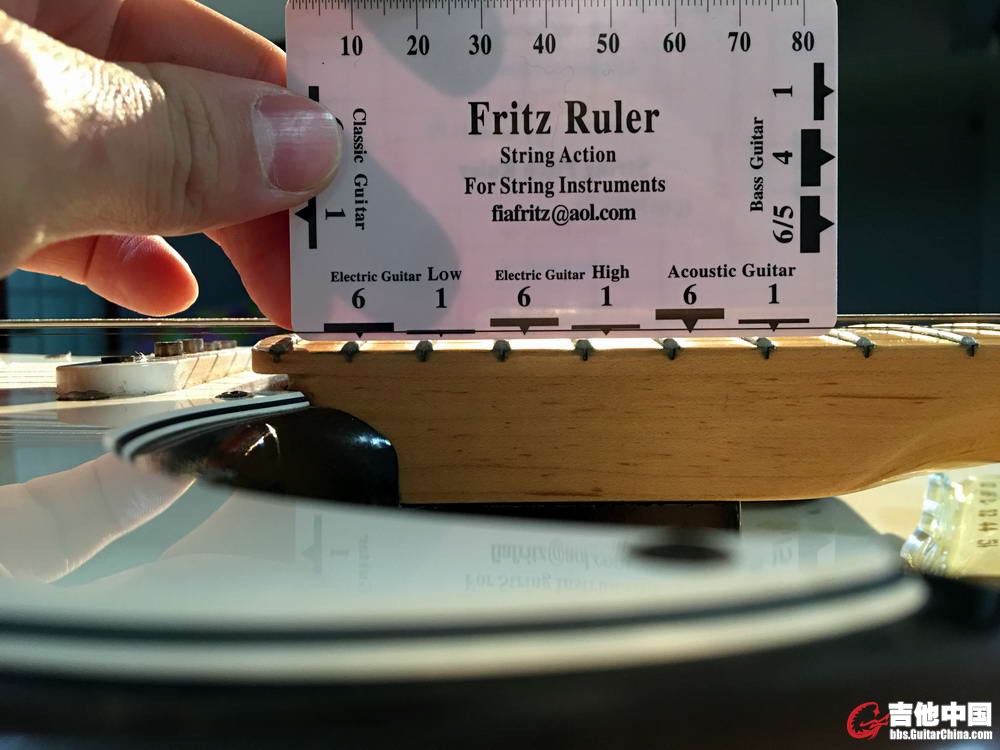 10 20 30 40 50 60 70 80
Classic Guitar
1
Fritz Ruler
String Action
For String Instruments
fiafritz@aol.com
Bass Guitar
1
4
6/5
Electric Guitar Low
6 1
Electric Guitar High
6 1
Acoustic Guitar
6 1
吉他中国
bbs.GuitarChina.com